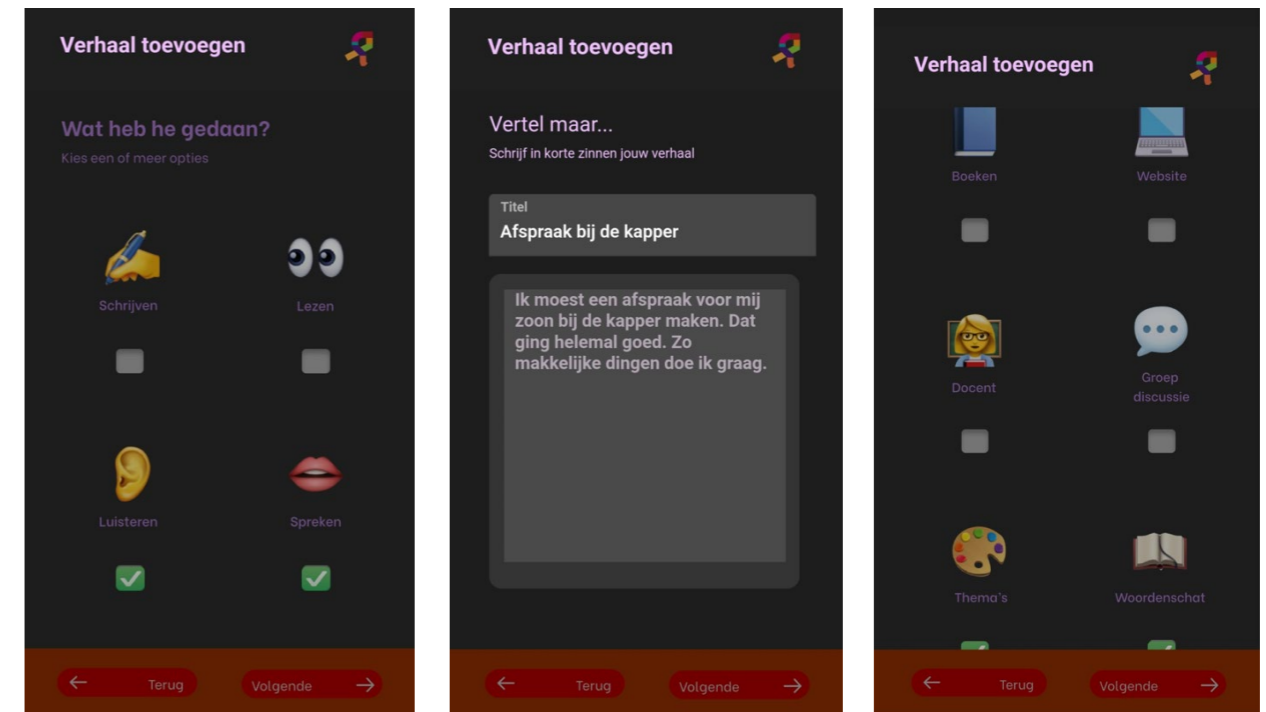 Verhaal toevoegen
Wat heb he gedaan?
Kies een of meer opties
Schrijven
Lezen
Luisteren
Spreken
Terug
Volgende
Verhaal toevoegen
Vertel maar...
Schrijf in korte zinnen jouw verhaal
Titel
Afspraak bij de kapper
Ik moest een afspraak voor mij
zoon bij de kapper maken. Dat
ging helemal goed. Zo
makkelijke dingen doe ik graag.
Terug
Volgende
Verhaal toevoegen
Boeken
Website
Docent
Groep
discussie
Thema's
Woordenschat
Terug
Volgende